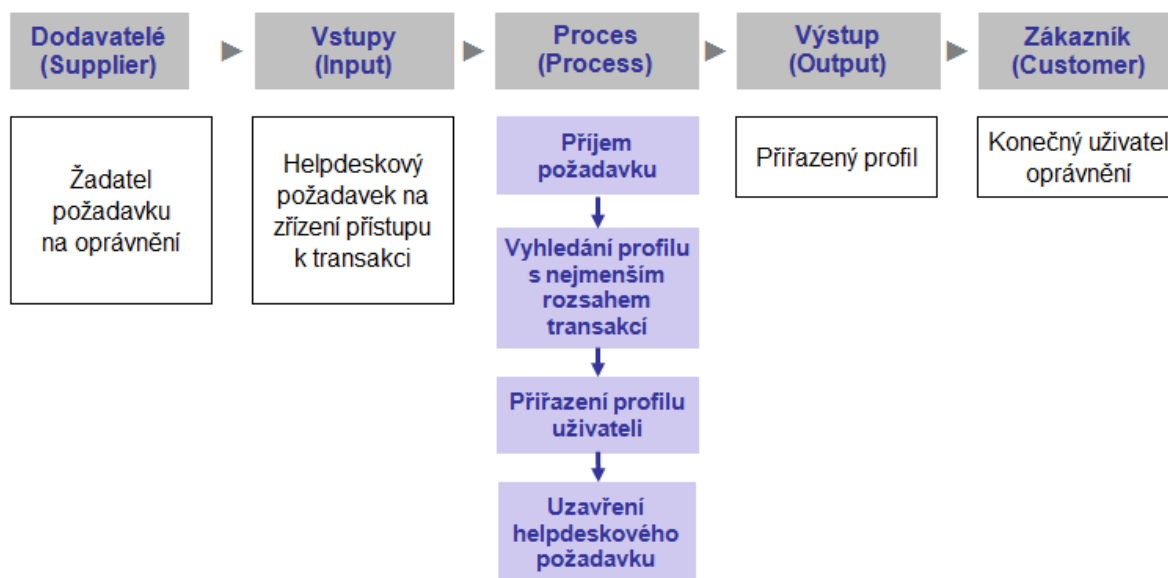 Dodavatelé
(Supplier)
Vstupy
(Input)
Proces
(Process)
Výstup
(Output)
Zákazník
(Customer)
Žadatel
požadavku
na oprávnění
Helpdeskový
požadavek na
zřízení přístupu
k transakci
Příjem
požadavku
Vyhledání profilu
s nejmenším
rozsahem
transakcí
Přiřazení profilu
uživateli
Uzavření
helpdeskového
požadavku
Přiřazený profil
Konečný uživatel
oprávnění